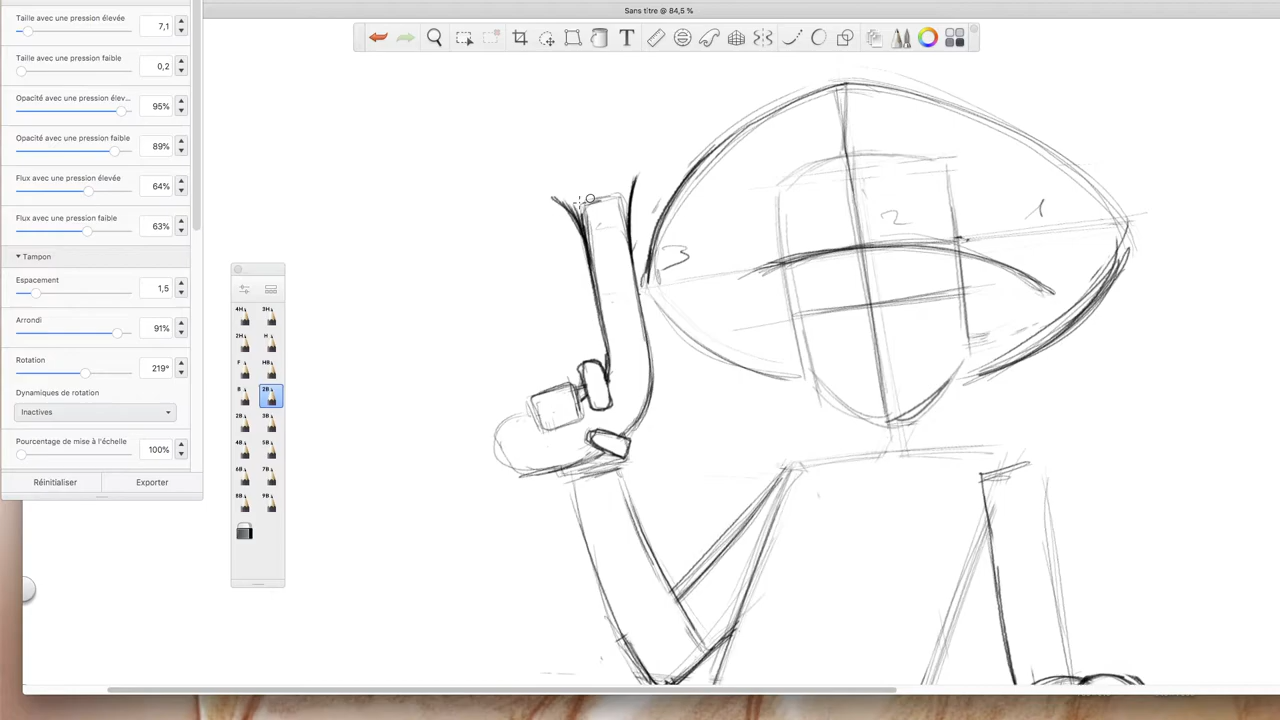 Sans titre @ 84,5 %
Taille avec une pression élevée
7,1
Taille avec une pression faible
0,2
Opacité avec une pression élev...
95%
Opacité avec une pression faible
89%
Flux avec une pression élevée
64%
Flux avec une pression faible
63%
Tampon
Espacement
1,5
Arrondi
91%
Rotation
219°
Dynamiques de rotation
Inactives
Pourcentage de mise à l'échelle
100%
Réinitialiser
Exporter
T
4H 3H
2H H
F HB
B 2B
2B 3B
4B 5B
6B 7B
8B 9B
3
2
1